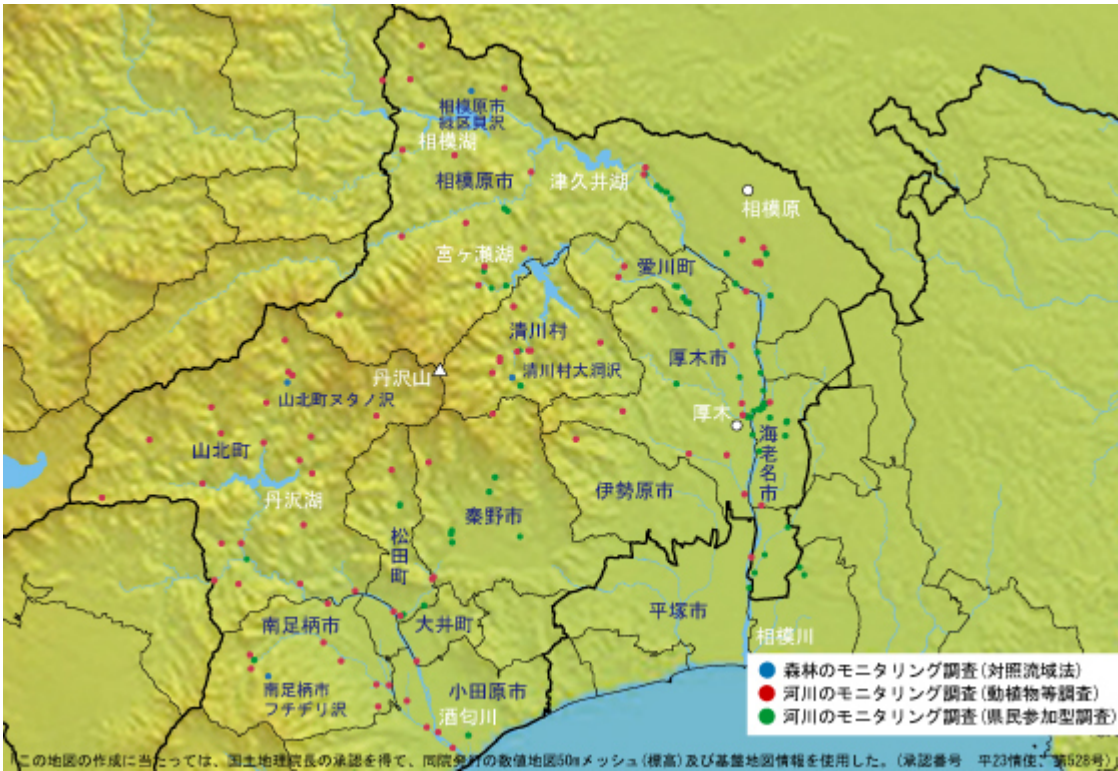 相模原市
緑区貝沢
相模湖
相模原市
津久井湖
相模原
宮ヶ瀬湖
愛川町
清川村
厚木市
丹沢山
清川村大洞沢
山北町ヌタノ沢
厚木
山北町
海老名市
丹沢湖
伊勢原市
秦野市
松田町
平塚市
南足柄市
大井町
相模川
南足柄市
フチヂリ沢
小田原市
酒匂川
森林のモニタリング調査(対照流域法)
河川のモニタリング調査(動植物等調査)
河川のモニタリング調査(県民参加型調査)
この地図の作成に当たっては、国土地理院長の承認を得て、同院発行の数値地図50mメッシュ(標高)及び基盤地図情報を使用した。(承認番号 平23情使、第528号)